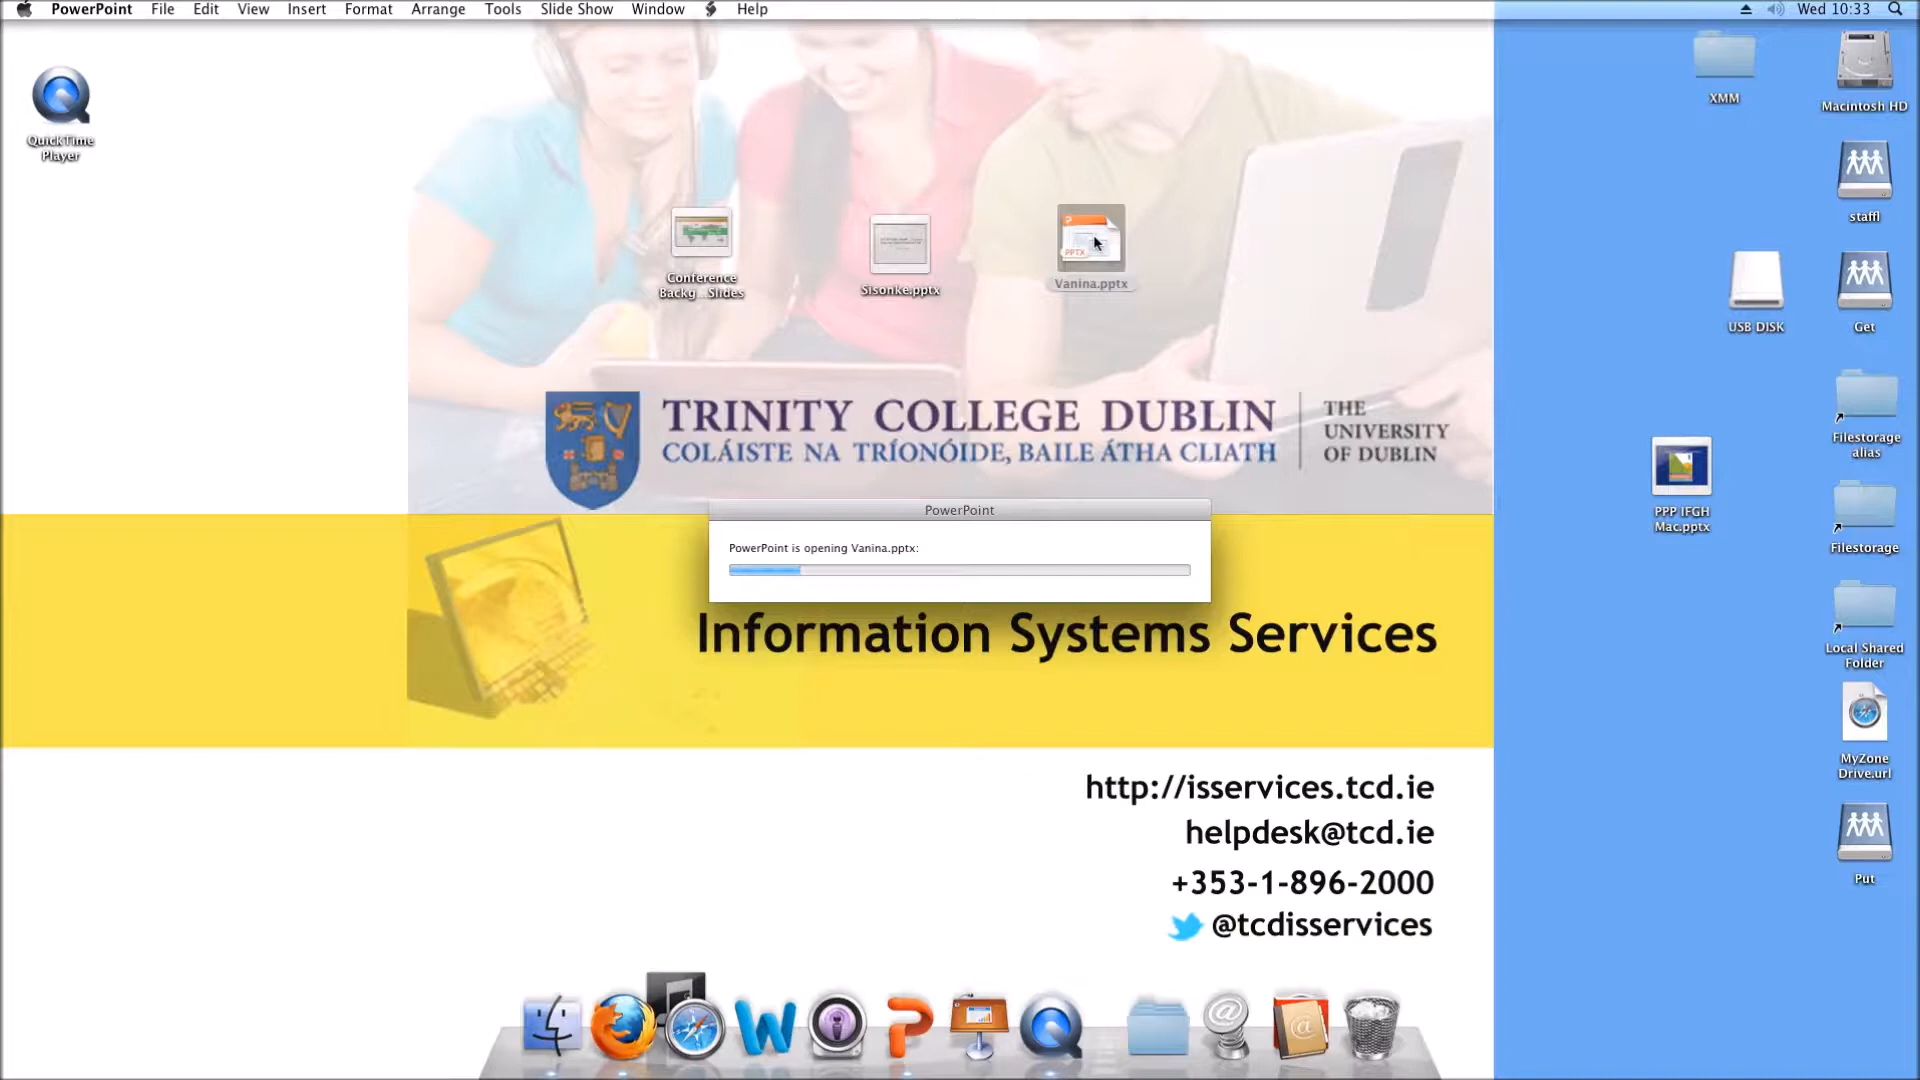 PowerPoint File Edit View Insert Format Arrange Tools Slide Show Window Help
Wed 10:33
QuickTime
Player
XMM
Macintosh HD
staff1
Conference
Backg...Slides
Sisonke.pptx
PPTX
Vanina.pptx
USB DISK
Get
TRINITY COLLEGE DUBLIN
COLÁISTE NA TRÍONÓIDE, BAILE ÁTHA CLIATH
THE
UNIVERSITY
OF DUBLIN
Filestorage
alias
PPP IFGH
Mac.pptx
PowerPoint
PowerPoint is opening Vanina.pptx:
Filestorage
Information Systems Services
Local Shared
Folder
MyZone
Drive.url
http://isservices.tcd.ie
helpdesk@tcd.ie
+353-1-896-2000
@tcdisservices
Put